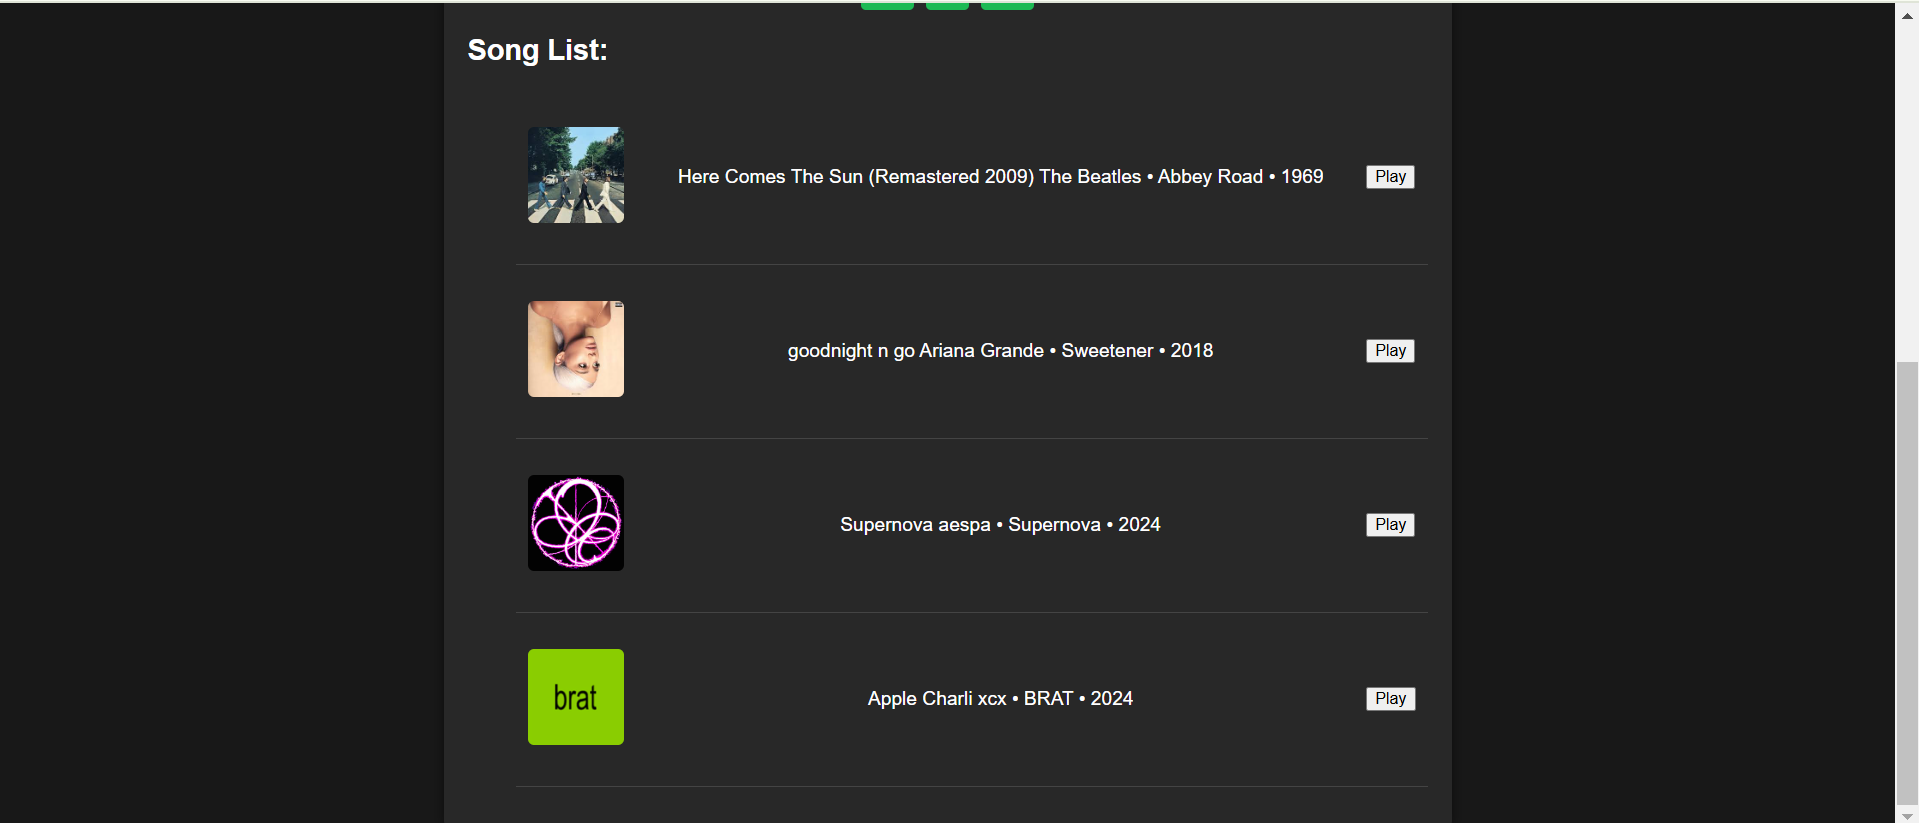 Song List:
Here Comes The Sun (Remastered 2009) The Beatles • Abbey Road • 1969
Play
goodnight n go Ariana Grande • Sweetener • 2018
Play
Supernova aespa • Supernova • 2024
Play
brat
Apple Charli xcx • BRAT • 2024
Play